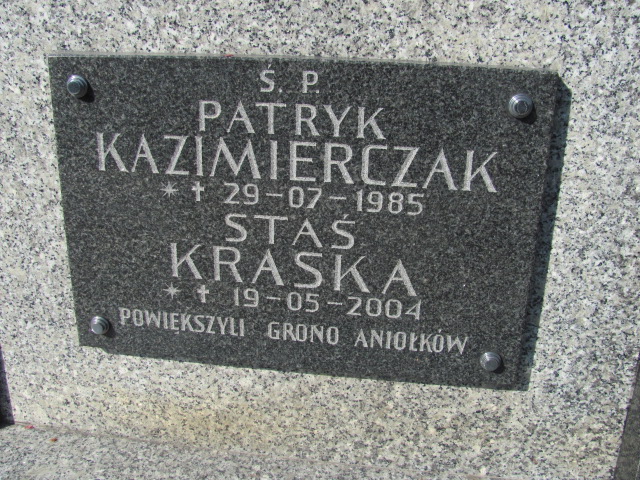 Ś. P.
PATRYK
KAZIMIERCZAK
* † 29-07-1985
STAŚ
KRASKA
* † 19-05-2004
POWIĘKSZYLI GRONO ANIOŁKÓW